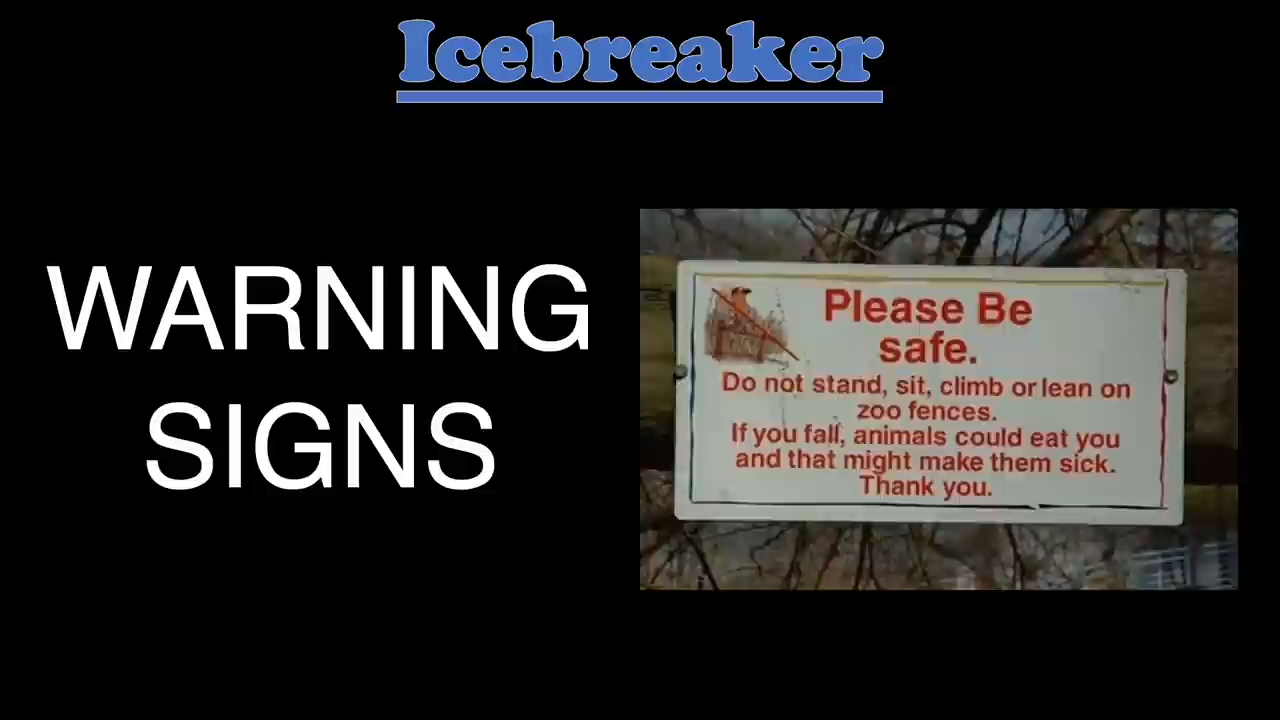 Icebreaker
WARNING
SIGNS
Please Be
safe.
Do not stand, sit, climb or lean on
zoo fences.
If you fall, animals could eat you
and that might make them sick.
Thank you.